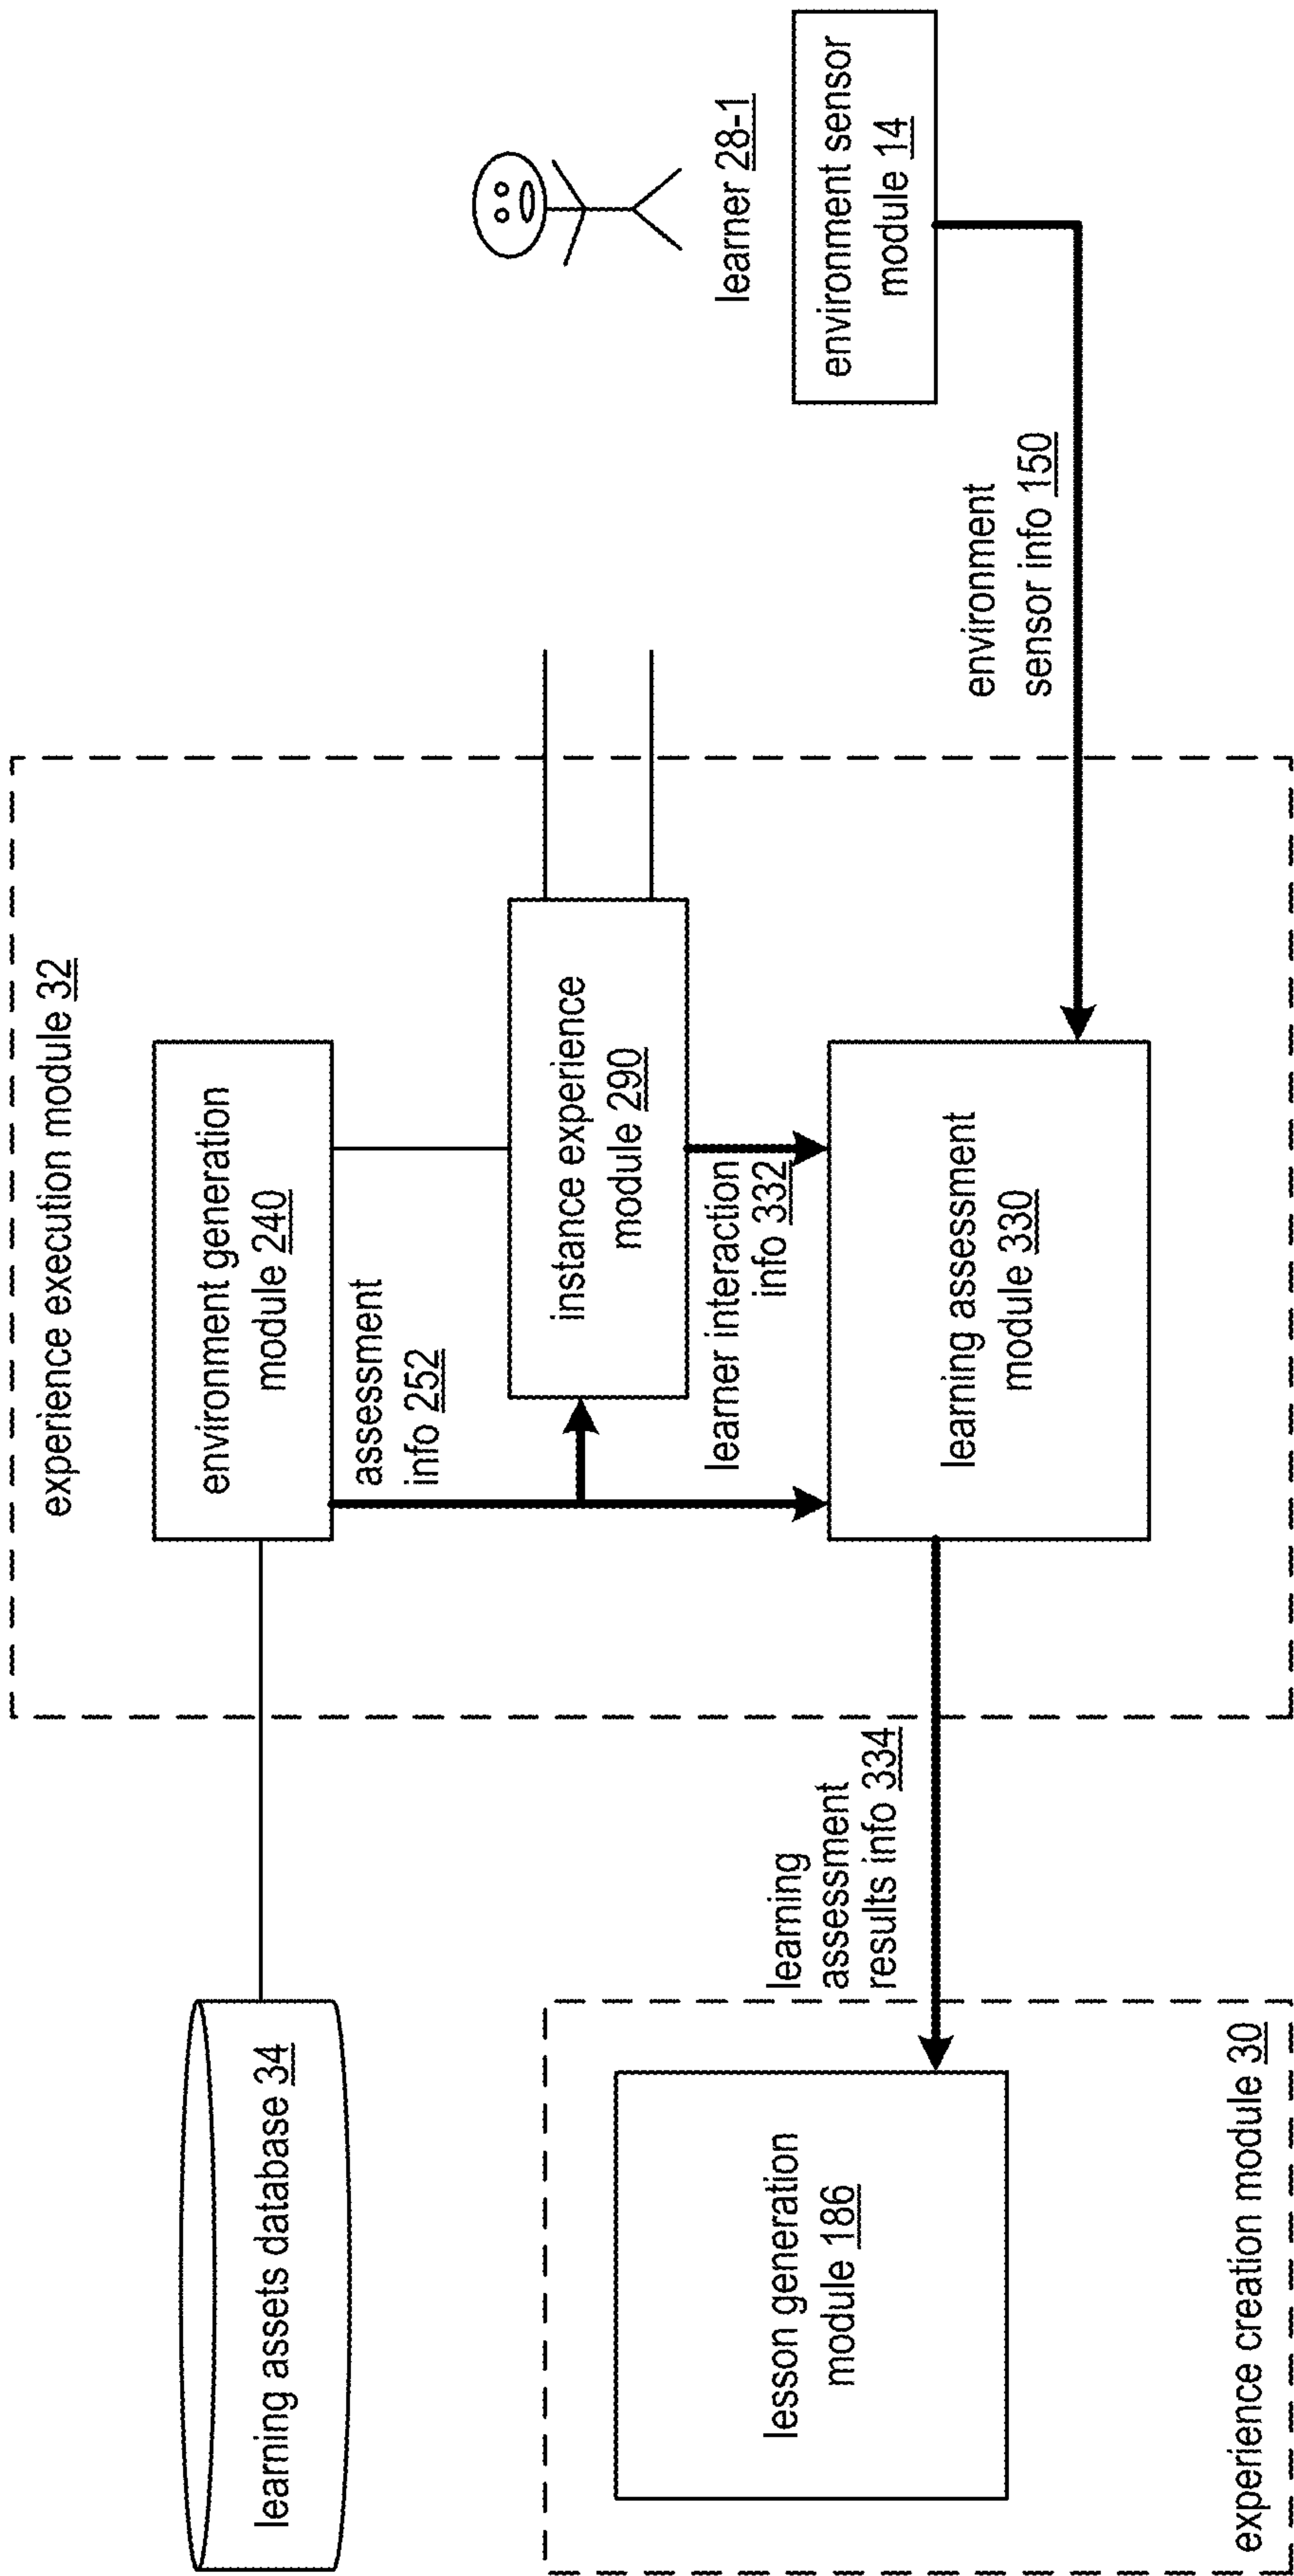 learning assets database 34
experience execution module 32
environment generation
module 240
assessment
info 252
instance experience
module 290
learner interaction
info 332
learning assessment
module 330
learner 28-1
environment sensor
module 14
environment
sensor info 150
learning
assessment
results info 334
lesson generation
module 186
experience creation module 30